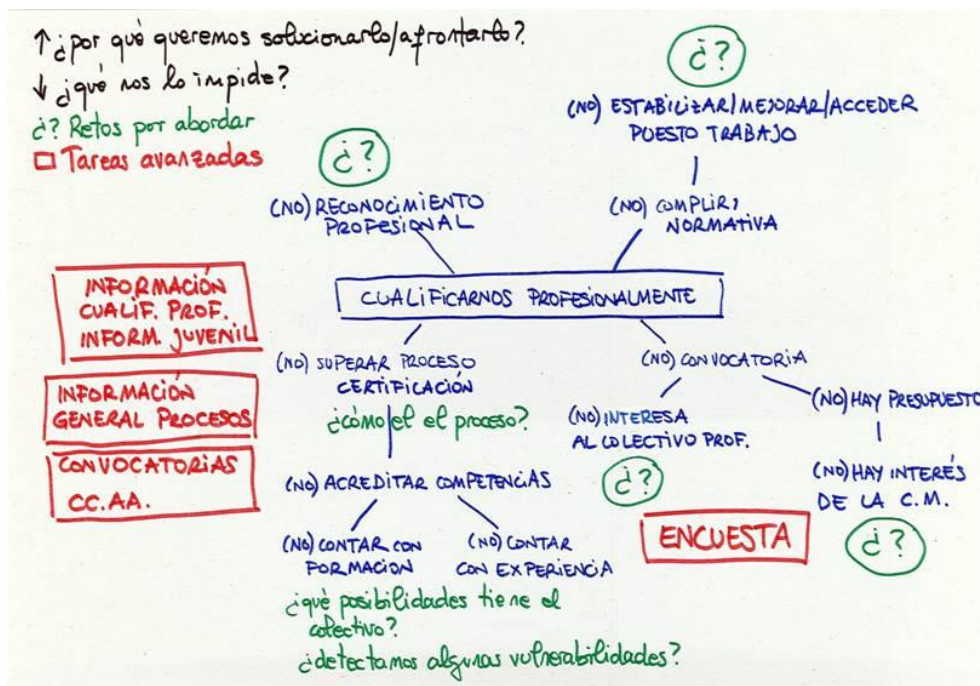 ↑ ¿por qué queremos solucionarlo/afrontarlo?
↓ ¿qué nos lo impide?
¿? Retos por abordar
□ Tareas avanzadas
¿?
(NO) ESTABILIZAR/MEJORAR/ACCEDER
PUESTO TRABAJO
¿?
(NO) RECONOCIMIENTO
PROFESIONAL
(NO) CUMPLIR
NORMATIVA
CUALIFICARNOS PROFESIONALMENTE
INFORMACIÓN
CUALIF. PROF.
INFORM. JUVENIL
INFORMACIÓN
GENERAL PROCESOS
CONVOCATORIAS
CC.AA.
(NO) SUPERAR PROCESO
CERTIFICACIÓN
¿cómo el el proceso?
(NO) ACREDITAR COMPETENCIAS
(NO) CONTAR CON
FORMACIÓN
(NO) CONTAR
CON EXPERIENCIA
¿qué posibilidades tiene el
colectivo?
¿detectamos algunas vulnerabilidades?
(NO) CONVOCATORIA
(NO) INTERESA
AL COLECTIVO PROF.
¿?
ENCUESTA
(NO) HAY PRESUPUESTO
(NO) HAY INTERÉS
DE LA C.M.
¿?